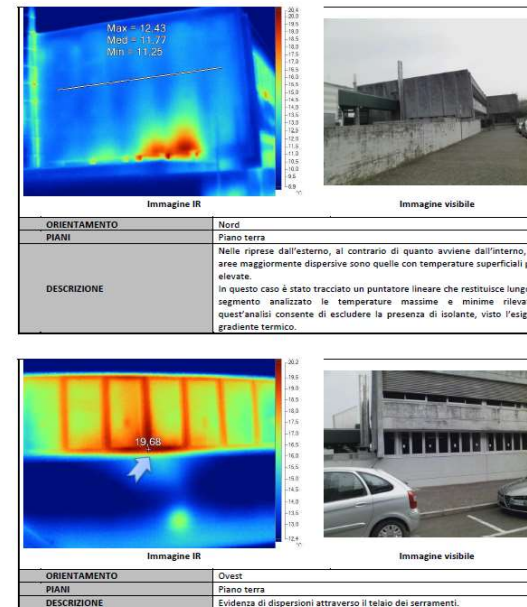 Max = 12,43
Med = 11,77
Min = 11,25
Immagine IR
Immagine visibile
ORIENTAMENTO
Nord
PIANI
Piano terra
DESCRIZIONE
Nelle riprese dall'esterno, al contrario di quanto avviene dall'interno,
aree maggiormente dispersive sono quelle con temperature superficiali
elevate.
In questo caso è stato tracciato un puntatore lineare che restituisce lungo
segmento analizzato le temperature massime e minime
quest'analisi consente di escludere la presenza di isolante, visto
gradiente termico.
19,68
Immagine IR
Immagine visibile
ORIENTAMENTO
Ovest
PIANI
Piano terra
DESCRIZIONE
Evidenza di dispersioni attraverso il telaio dei serramenti.